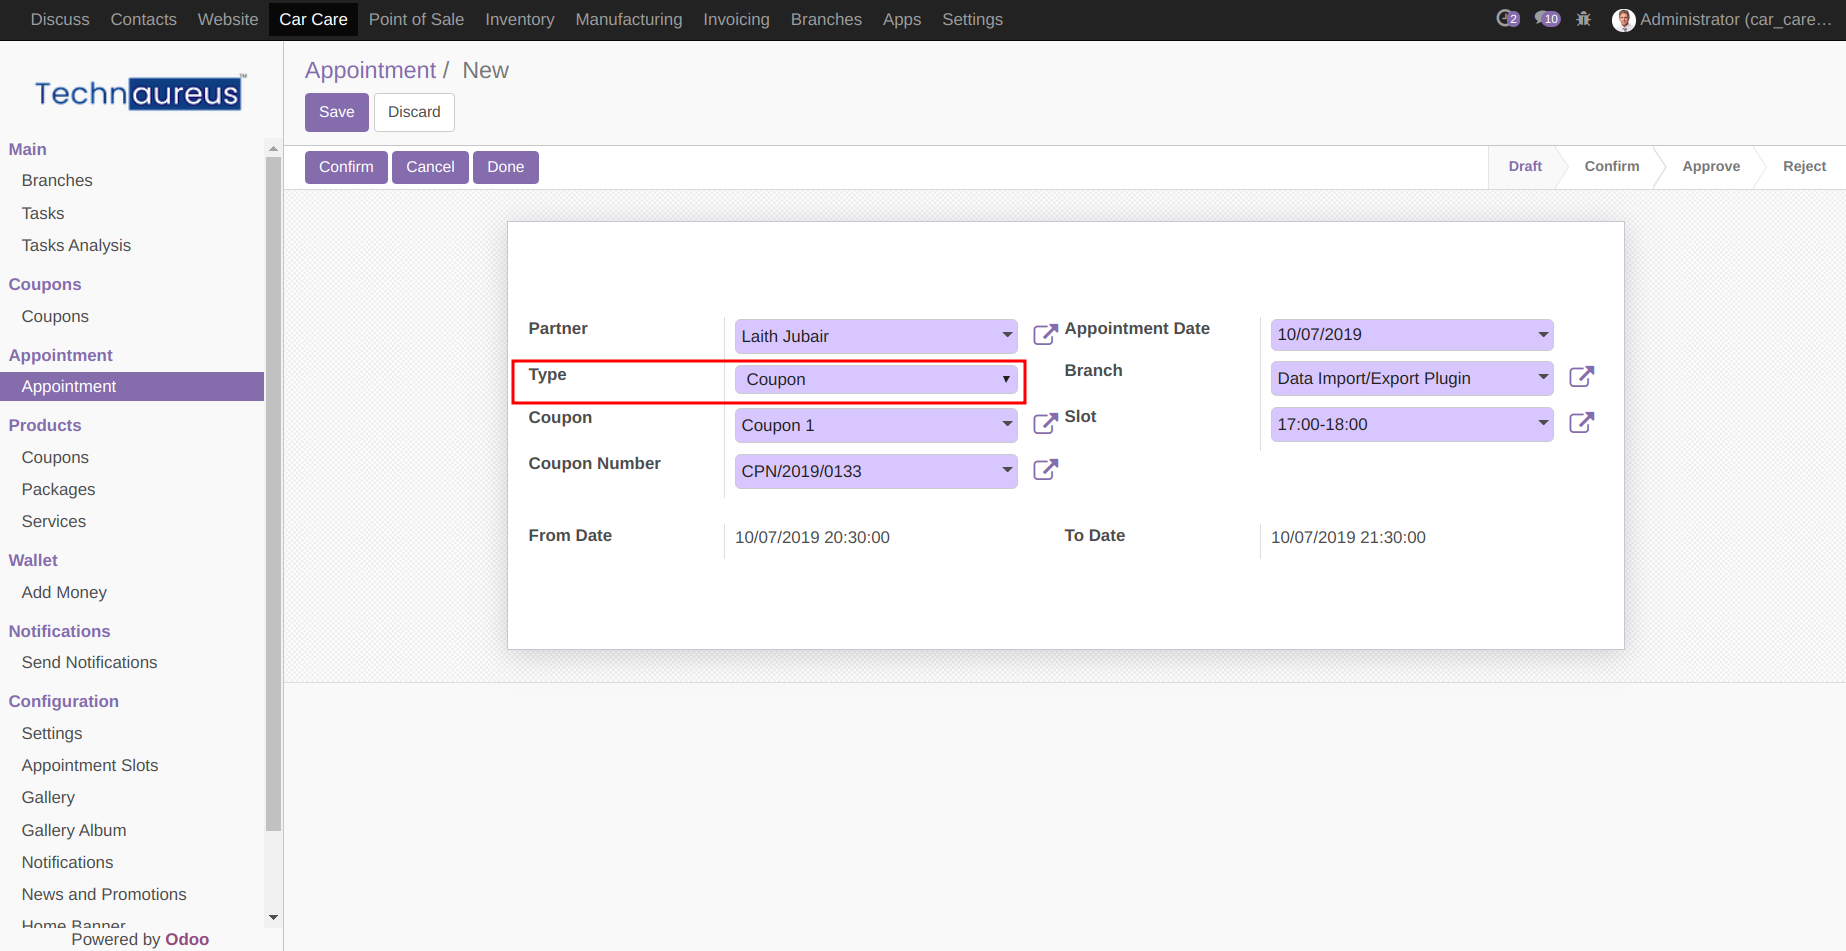 Discuss Contacts Website Car Care Point of Sale Inventory Manufacturing Invoicing Branches Apps Settings 2 10 Administrator (car_care...
Technaureus™
Main
Branches
Tasks
Tasks Analysis
Coupons
Coupons
Appointment
Appointment
Products
Coupons
Packages
Services
Wallet
Add Money
Notifications
Send Notifications
Configuration
Settings
Appointment Slots
Gallery
Gallery Album
Notifications
News and Promotions
Home Banner
Powered by Odoo
Appointment / New
Save Discard
Confirm Cancel Done Draft Confirm Approve Reject
Partner Laith Jubair Appointment Date 10/07/2019
Type Coupon Branch Data Import/Export Plugin
Coupon Coupon 1 Slot 17:00-18:00
Coupon Number CPN/2019/0133
From Date 10/07/2019 20:30:00 To Date 10/07/2019 21:30:00